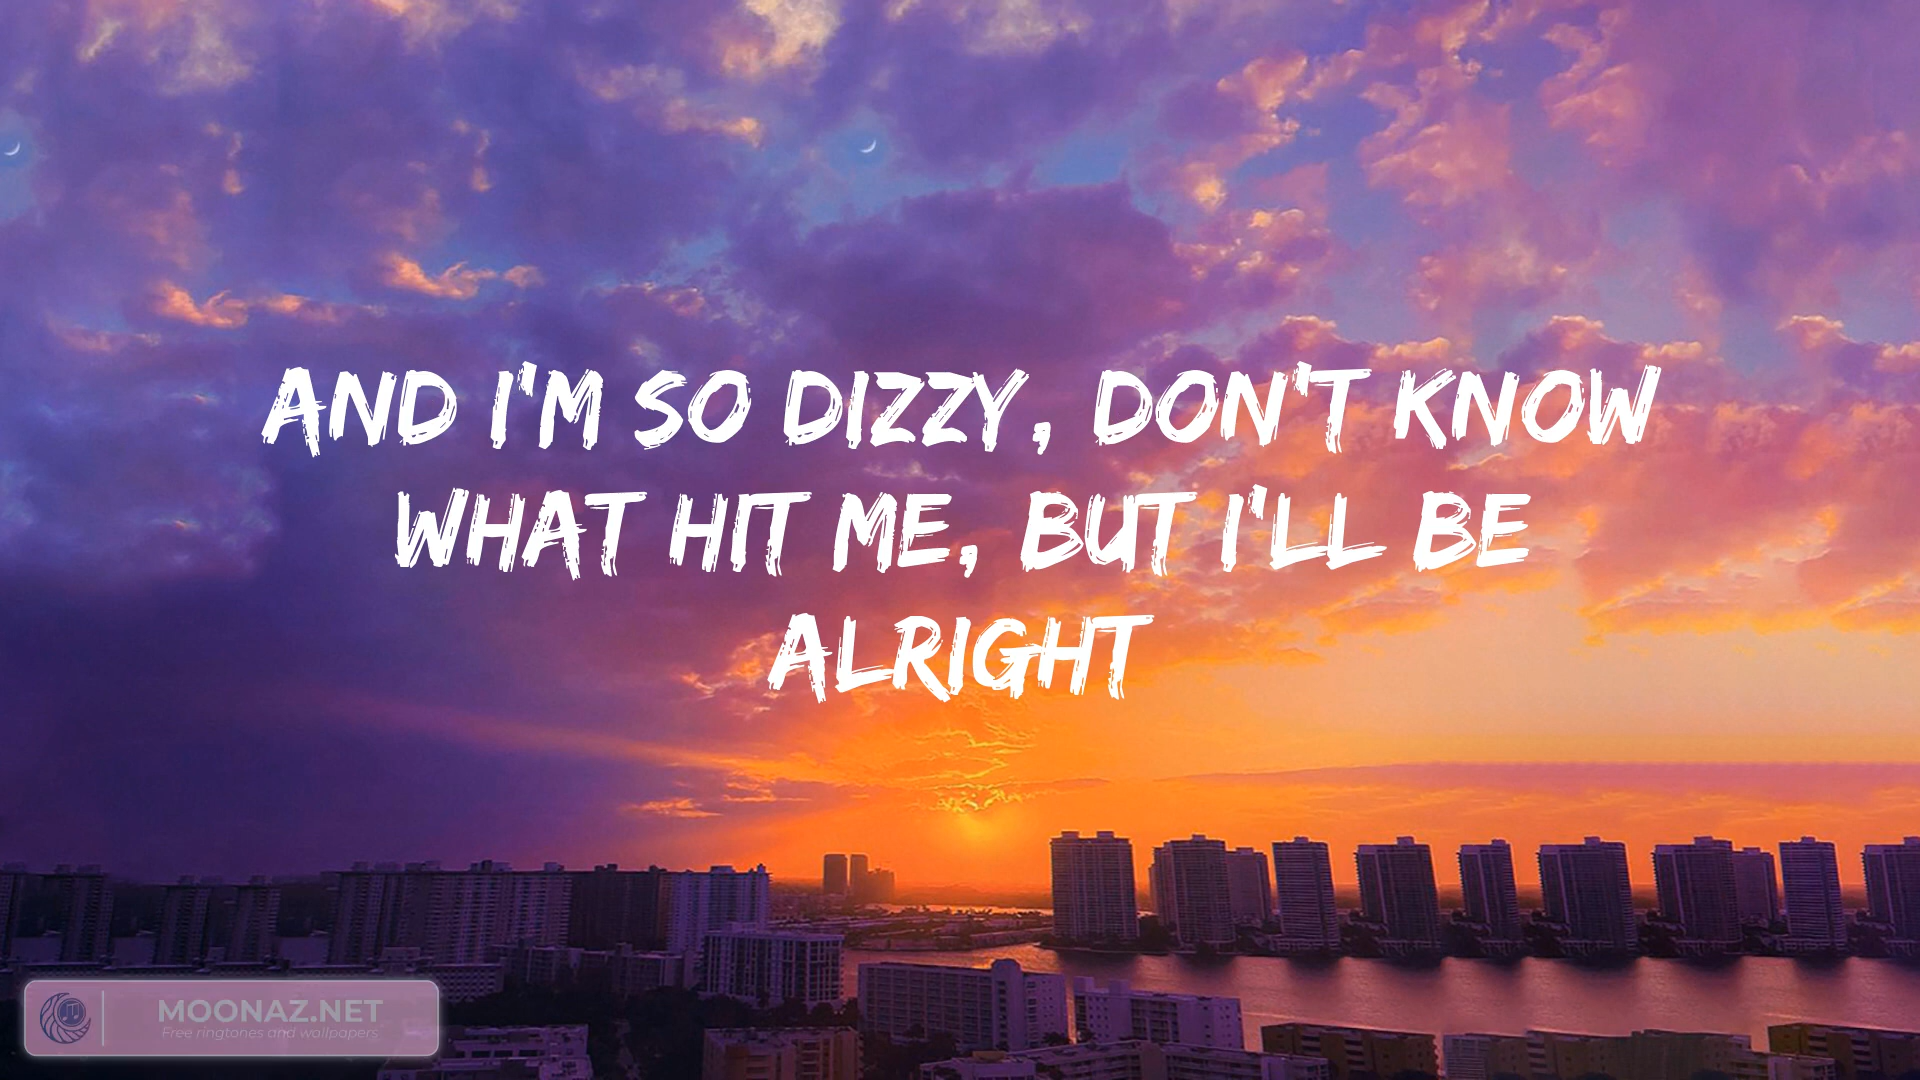 AND I'M SO DIZZY, DON'T KNOW
WHAT HIT ME, BUT I'LL BE
ALRIGHT
MOONAZ.NET
Free ringtones and wallpapers